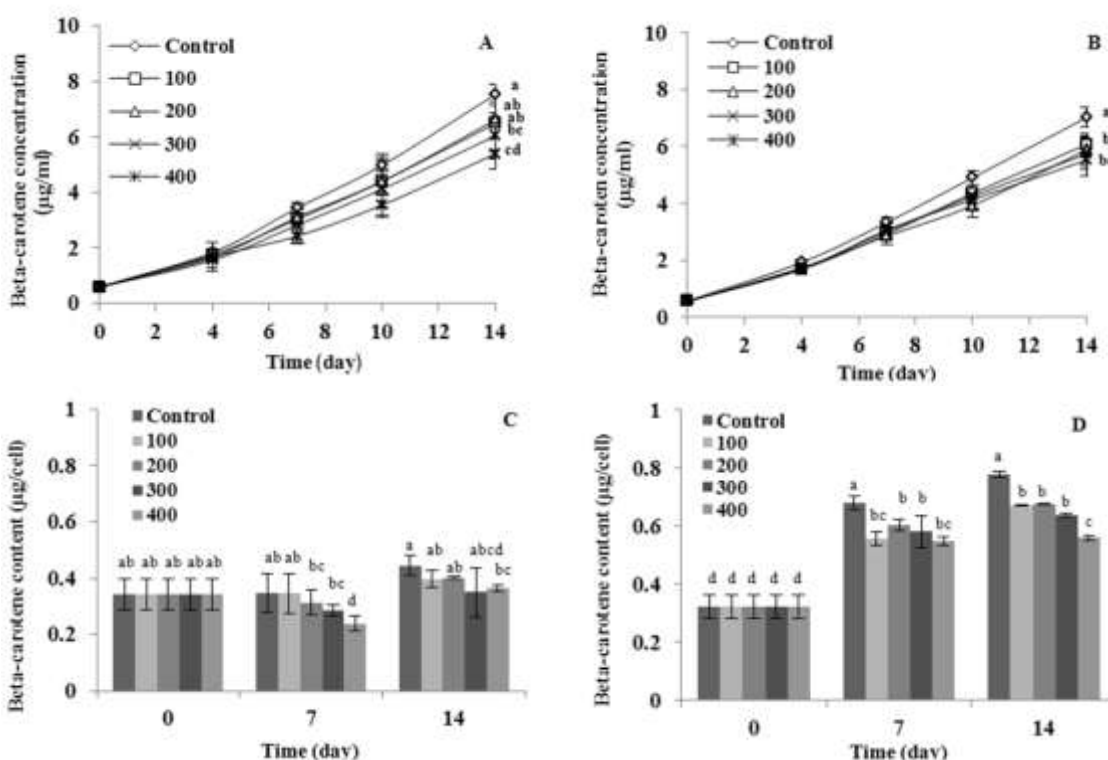 A
10
8
6
4
2
0
Beta-carotene concentration
(µg/ml)
Control
100
200
300
400
a
ab
ab
bc
cd
0 2 4 6 8 10 12 14
Time (day)
B
10
8
6
4
2
0
Beta-caroten concentration
(µg/ml)
Control
100
200
300
400
a
b
0 2 4 6 8 10 12 14
Time (day)
C
1
0.8
0.6
0.4
0.2
0
Beta-carotene content (µg/cell)
Control
100
200
300
400
ab ab ab ab ab
ab ab bc bc d
a ab ab abcd bc
0 7 14
Time (day)
D
1
0.8
0.6
0.4
0.2
0
Beta-carotene content (µg/cell)
Control
100
200
300
400
d d d d d
a bc b b bc
a b b b c
0 7 14
Time (day)